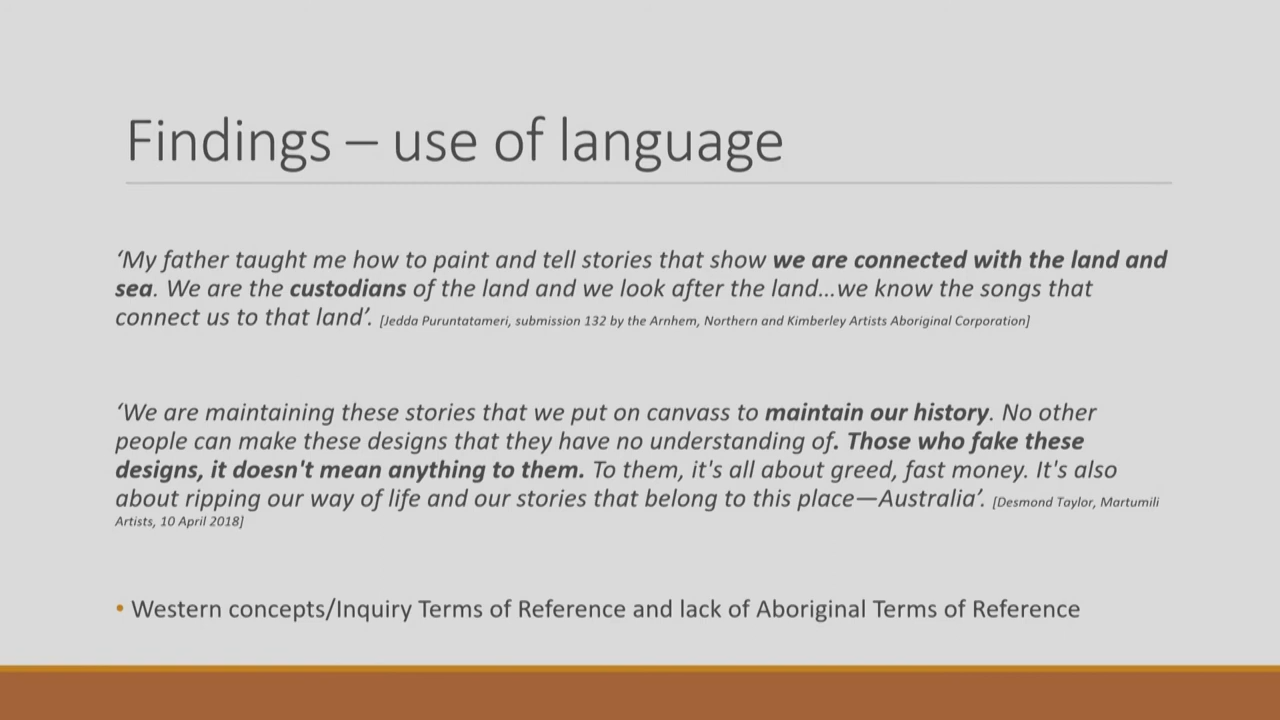 Findings – use of language
‘My father taught me how to paint and tell stories that show we are connected with the land and
sea. We are the custodians of the land and we look after the land…we know the songs that
connect us to that land’. [Jedda Puruntatameri, submission 132 by the Arnhem, Northern and Kimberley Artists Aboriginal Corporation]
‘We are maintaining these stories that we put on canvass to maintain our history. No other
people can make these designs that they have no understanding of. Those who fake these
designs, it doesn't mean anything to them. To them, it's all about greed, fast money. It's also
about ripping our way of life and our stories that belong to this place—Australia’. [Desmond Taylor, Martumili
Artists, 10 April 2018]
• Western concepts/Inquiry Terms of Reference and lack of Aboriginal Terms of Reference